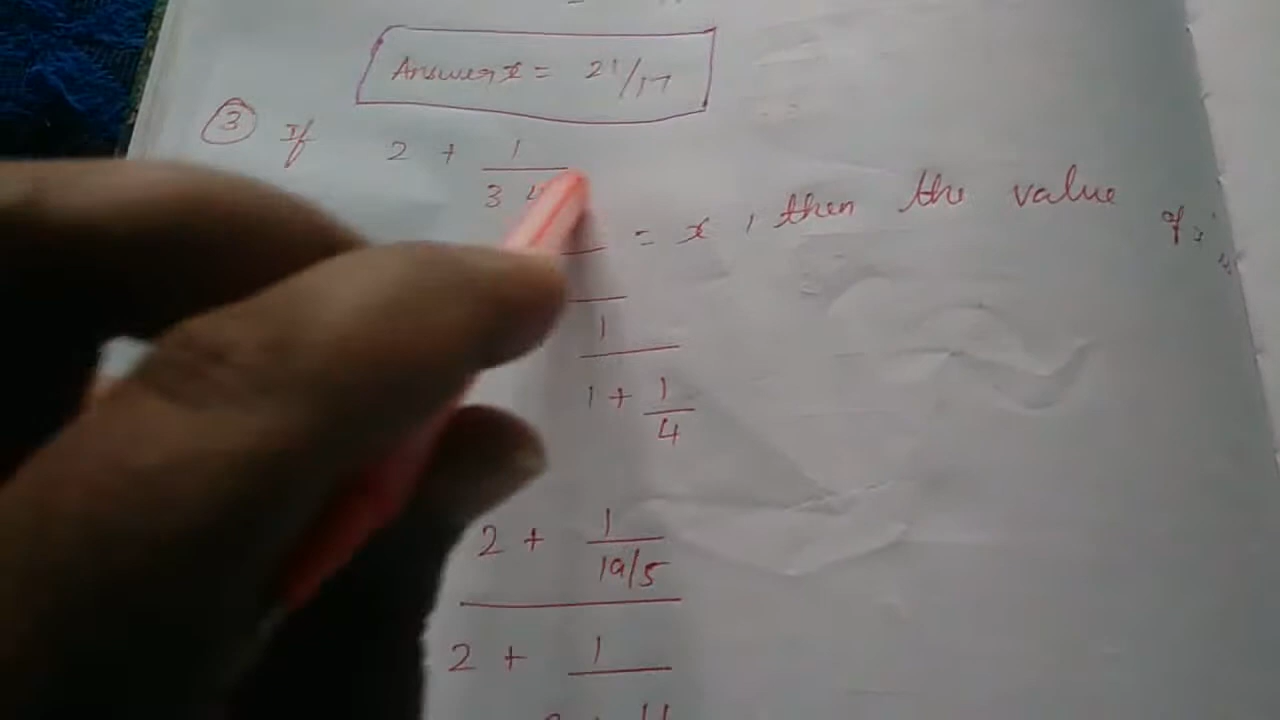 Answer x = 21/17
③ If 2 + 1
3 4
= x, then the value of
1
1 + 1
4
2 + 1
19/5
2 + 1